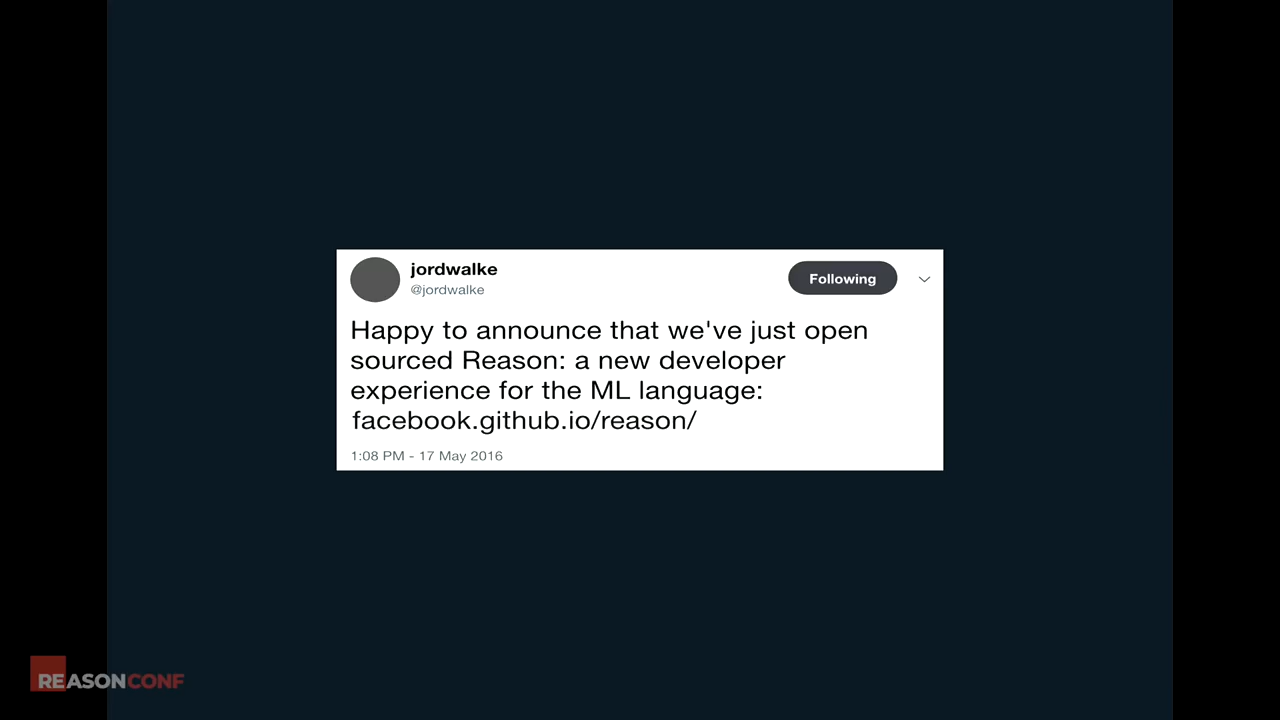 jordwalke
@jordwalke
Following
Happy to announce that we've just open
sourced Reason: a new developer
experience for the ML language:
facebook.github.io/reason/
1:08 PM - 17 May 2016
REASONCONF